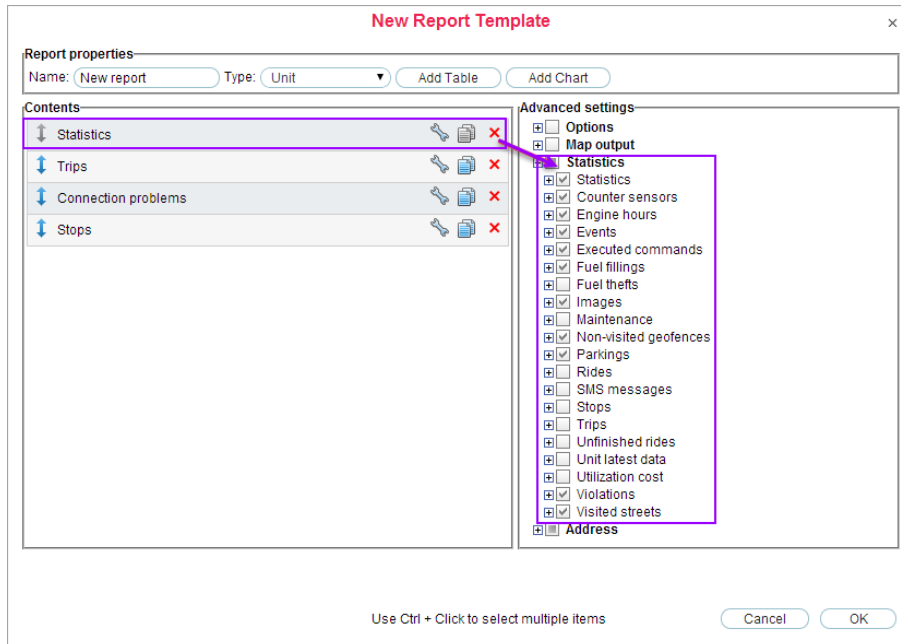 New Report Template
Report properties
Name: New report Type: Unit Add Table Add Chart
Contents
Statistics
Trips
Connection problems
Stops
Advanced settings
Options
Map output
Statistics
Statistics
Counter sensors
Engine hours
Events
Executed commands
Fuel fillings
Fuel thefts
Images
Maintenance
Non-visited geofences
Parkings
Rides
SMS messages
Stops
Trips
Unfinished rides
Unit latest data
Utilization cost
Violations
Visited streets
Address
Use Ctrl + Click to select multiple items Cancel OK